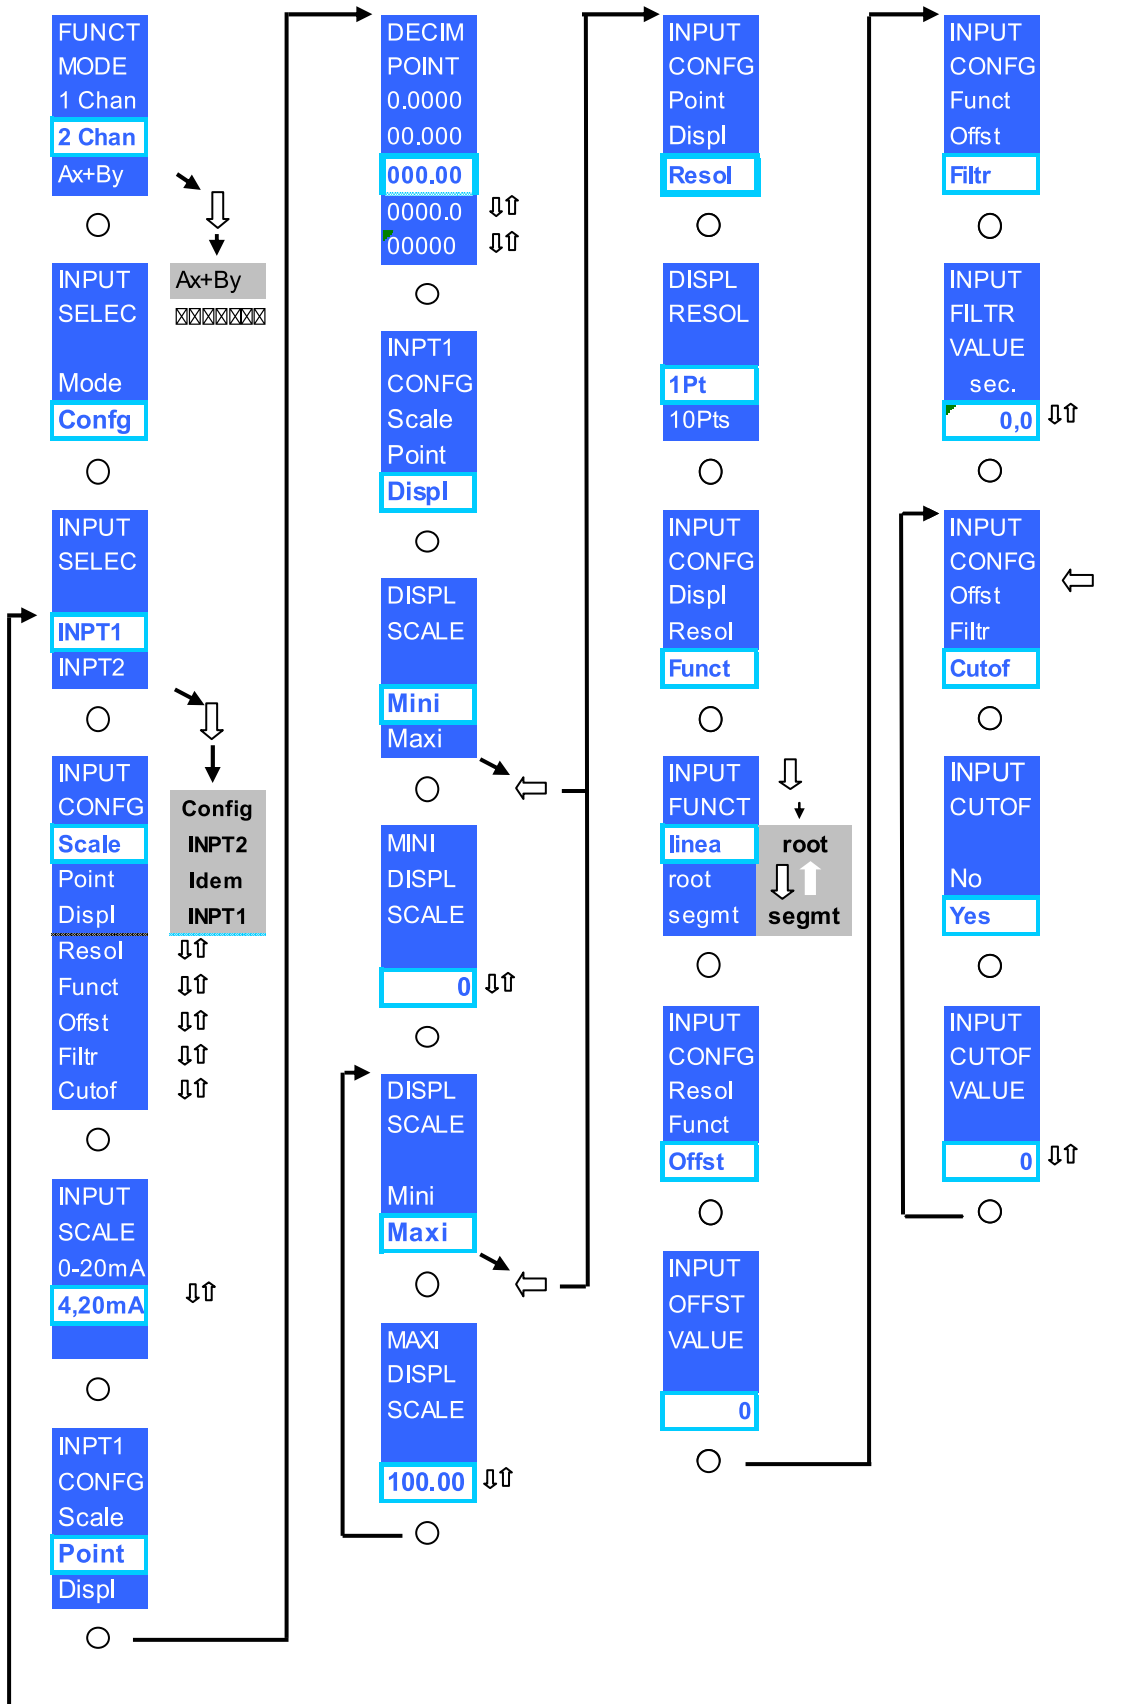 FUNCT
MODE
1 Chan
2 Chan
Ax+By
INPUT
SELEC
Mode
Confg
Ax+By
INPUT
SELEC
INPT1
INPT2
INPUT
CONFG
Scale
Point
Displ
Resol
Funct
Offst
Filtr
Cutof
Config
INPT2
Idem
INPT1
INPUT
SCALE
0-20mA
4,20mA
INPT1
CONFG
Scale
Point
Displ
DECIM
POINT
0.0000
00.000
000.00
0000.0
00000
INPT1
CONFG
Scale
Point
Displ
DISPL
SCALE
Mini
Maxi
MINI
DISPL
SCALE
0
DISPL
SCALE
Mini
Maxi
MAXI
DISPL
SCALE
100.00
INPUT
CONFG
Point
Displ
Resol
DISPL
RESOL
1Pt
10Pts
INPUT
CONFG
Displ
Resol
Funct
INPUT
FUNCT
linea
root
segmt
root
segmt
INPUT
CONFG
Resol
Funct
Offst
INPUT
OFFST
VALUE
0
INPUT
CONFG
Funct
Offst
Filtr
INPUT
FILTR
VALUE
sec.
0,0
INPUT
CONFG
Offst
Filtr
Cutof
INPUT
CUTOF
No
Yes
INPUT
CUTOF
VALUE
0